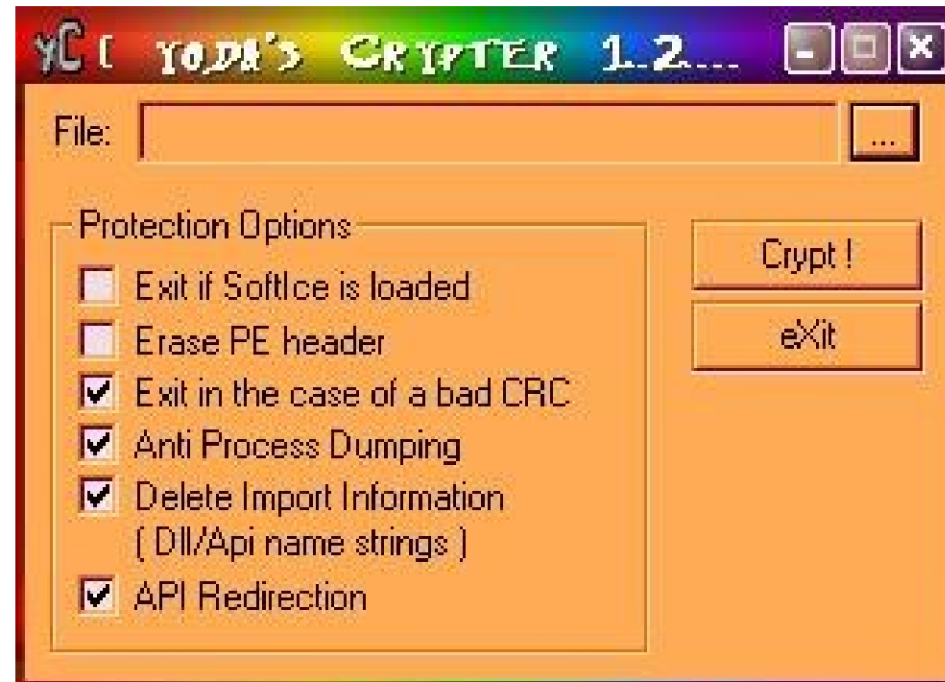 yC [ yoda's Crypter 1.2...
File:
...
Protection Options
Exit if SoftIce is loaded
Erase PE header
Exit in the case of a bad CRC
Anti Process Dumping
Delete Import Information
( Dll/Api name strings )
API Redirection
Crypt !
eXit